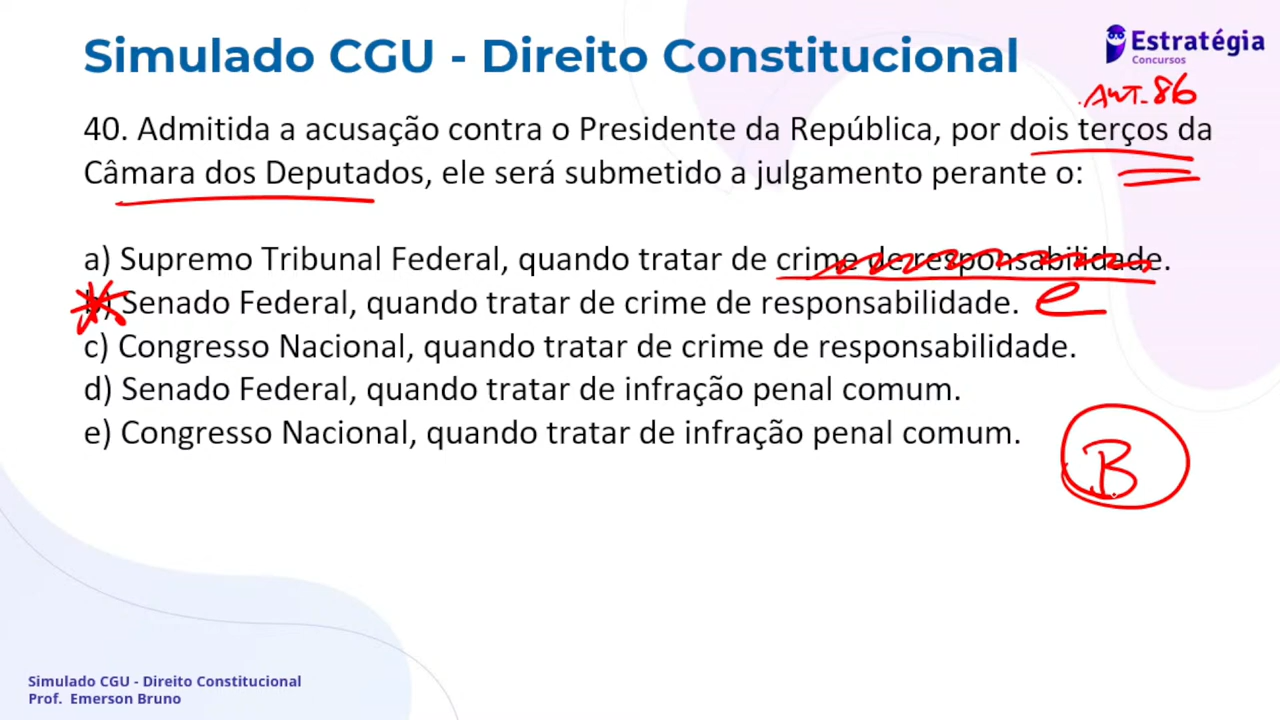 Simulado CGU - Direito Constitucional
Estratégia
Concursos
ART. 86
40. Admitida a acusação contra o Presidente da República, por dois terços da
Câmara dos Deputados, ele será submetido a julgamento perante o:
a) Supremo Tribunal Federal, quando tratar de crime de responsabilidade.
b) Senado Federal, quando tratar de crime de responsabilidade. e
c) Congresso Nacional, quando tratar de crime de responsabilidade.
d) Senado Federal, quando tratar de infração penal comum.
e) Congresso Nacional, quando tratar de infração penal comum.
B
Simulado CGU - Direito Constitucional
Prof. Emerson Bruno